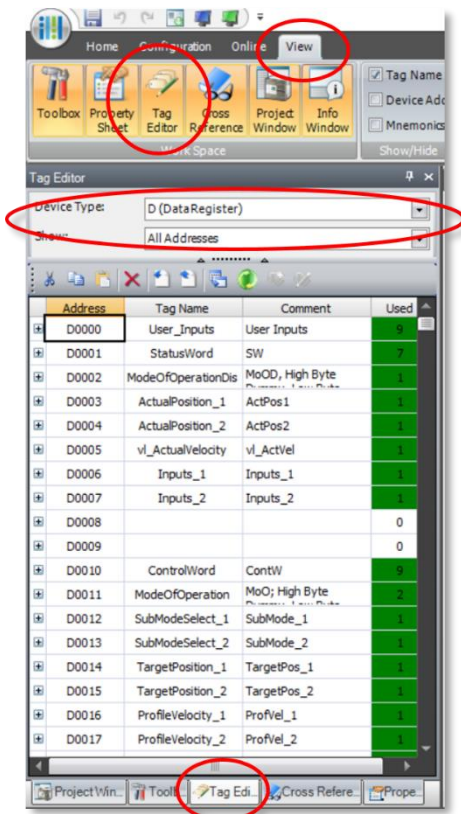 Home Configuration Online View
Toolbox Property Sheet Tag Editor Cross Reference Project Window Info Window
Tag Name
Device Add
Mnemonics
Work Space Show/Hide
Tag Editor
Device Type: D (DataRegister)
Show: All Addresses
Address Tag Name Comment Used
D0000 User_Inputs User Inputs 9
D0001 StatusWord SW 7
D0002 ModeOfOperationDis MoOD, High Byte 1
D0003 ActualPosition_1 ActPos1 1
D0004 ActualPosition_2 ActPos2 1
D0005 vl_ActualVelocity vl_ActVel 1
D0006 Inputs_1 Inputs_1 1
D0007 Inputs_2 Inputs_2 1
D0008 0
D0009 0
D0010 ControlWord ContW 9
D0011 ModeOfOperation MoO; High Byte 2
D0012 SubModeSelect_1 SubMode_1 1
D0013 SubModeSelect_2 SubMode_2 1
D0014 TargetPosition_1 TargetPos_1 1
D0015 TargetPosition_2 TargetPos_2 1
D0016 ProfileVelocity_1 ProfVel_1 1
D0017 ProfileVelocity_2 ProfVel_2 1
Project Win... Toolb... Tag Edi... Cross Refere... Prope...